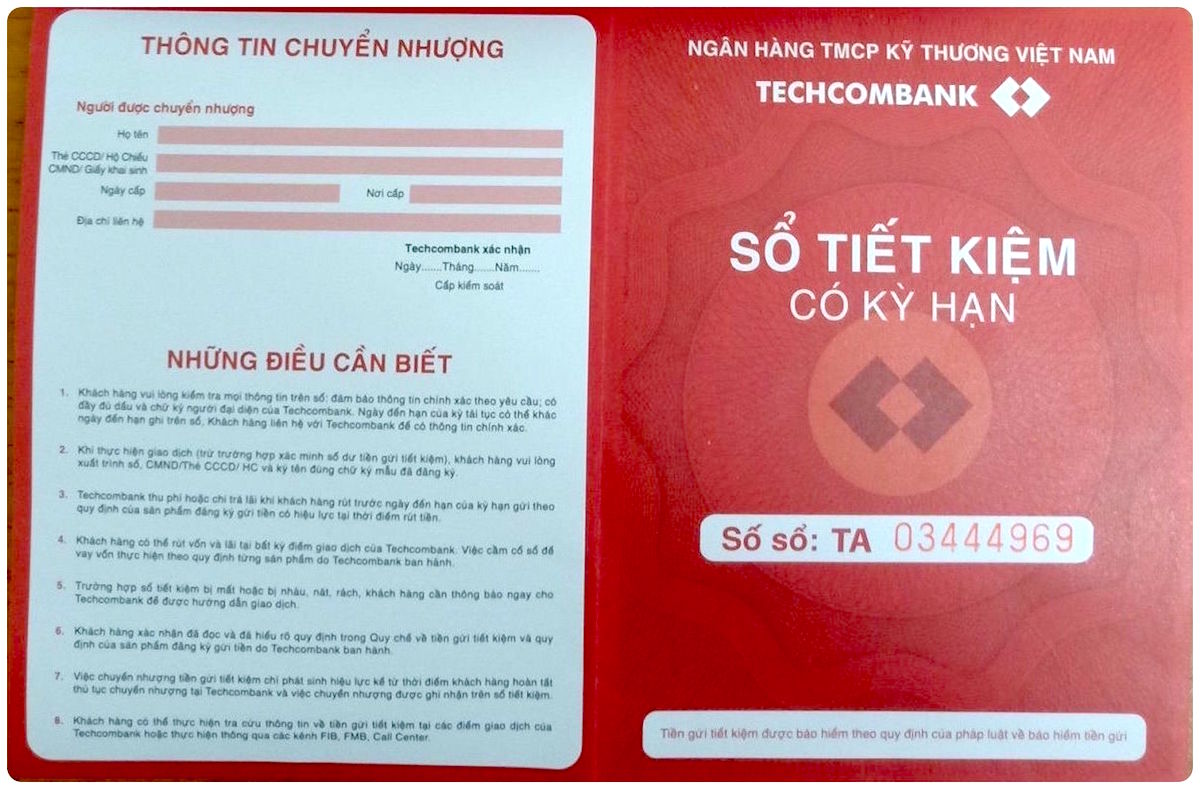 THÔNG TIN CHUYỂN NHƯỢNG
Người được chuyển nhượng
Họ tên
Thẻ CCCD/ Hộ Chiếu
CMND/ Giấy khai sinh
Ngày cấp
Nơi cấp
Địa chỉ liên hệ
Techcombank xác nhận
Ngày.......Tháng.......Năm.......
Cấp kiểm soát
NHỮNG ĐIỀU CẦN BIẾT
1. Khách hàng vui lòng kiểm tra mọi thông tin trên sổ: đảm bảo thông tin chính xác theo yêu cầu; có
đầy đủ dấu và chữ ký người đại diện của Techcombank. Ngày đến hạn của kỳ tái tục có thể khác
ngày đến hạn ghi trên sổ, Khách hàng liên hệ với Techcombank để có thông tin chính xác.
2. Khi thực hiện giao dịch (trừ trường hợp xác minh số dư tiền gửi tiết kiệm), khách hàng vui lòng
xuất trình sổ, CMND/Thẻ CCCD/ HC và ký tên đúng chữ ký mẫu đã đăng ký.
3. Techcombank thu phí hoặc chi trả lãi khi khách hàng rút trước ngày đến hạn của kỳ hạn gửi theo
quy định của sản phẩm đăng ký gửi tiền có hiệu lực tại thời điểm rút tiền.
4. Khách hàng có thể rút vốn và lãi tại bất kỳ điểm giao dịch của Techcombank. Việc cầm cố sổ để
vay vốn thực hiện theo quy định từng sản phẩm do Techcombank ban hành.
5. Trường hợp sổ tiết kiệm bị mất hoặc bị nhàu, nát, rách, khách hàng cần thông báo ngay cho
Techcombank để được hướng dẫn giao dịch.
6. Khách hàng xác nhận đã đọc và đã hiểu rõ quy định trong Quy chế về tiền gửi tiết kiệm và quy
định của sản phẩm đăng ký gửi tiền do Techcombank ban hành.
7. Việc chuyển nhượng tiền gửi tiết kiệm chỉ phát sinh hiệu lực kể từ thời điểm khách hàng hoàn tất
thủ tục chuyển nhượng tại Techcombank và việc chuyển nhượng được ghi nhận trên sổ tiết kiệm.
8. Khách hàng có thể thực hiện tra cứu thông tin về tiền gửi tiết kiệm tại các điểm giao dịch của
Techcombank hoặc thực hiện thông qua các kênh FIB, FMB, Call Center.
NGÂN HÀNG TMCP KỸ THƯƠNG VIỆT NAM
TECHCOMBANK
SỔ TIẾT KIỆM
CÓ KỲ HẠN
Số sổ: TA 03444969
Tiền gửi tiết kiệm được bảo hiểm theo quy định của pháp luật về bảo hiểm tiền gửi